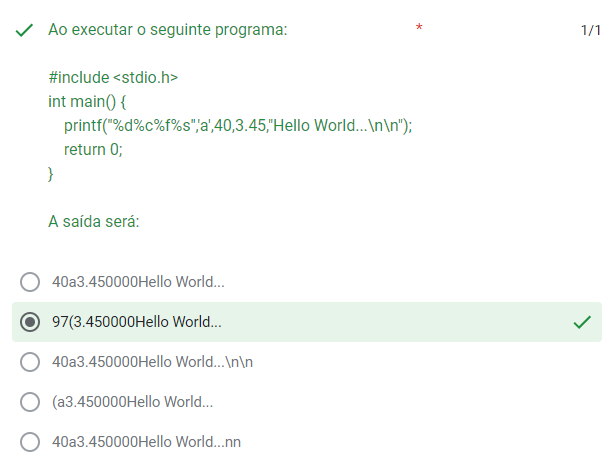 Ao executar o seguinte programa: * 1/1
#include <stdio.h>
int main() {
printf("%d%c%f%s",'a',40,3.45,"Hello World...\n\n");
return 0;
}
A saída será:
40a3.450000Hello World...
97(3.450000Hello World...
40a3.450000Hello World...\n\n
(a3.450000Hello World...
40a3.450000Hello World...nn